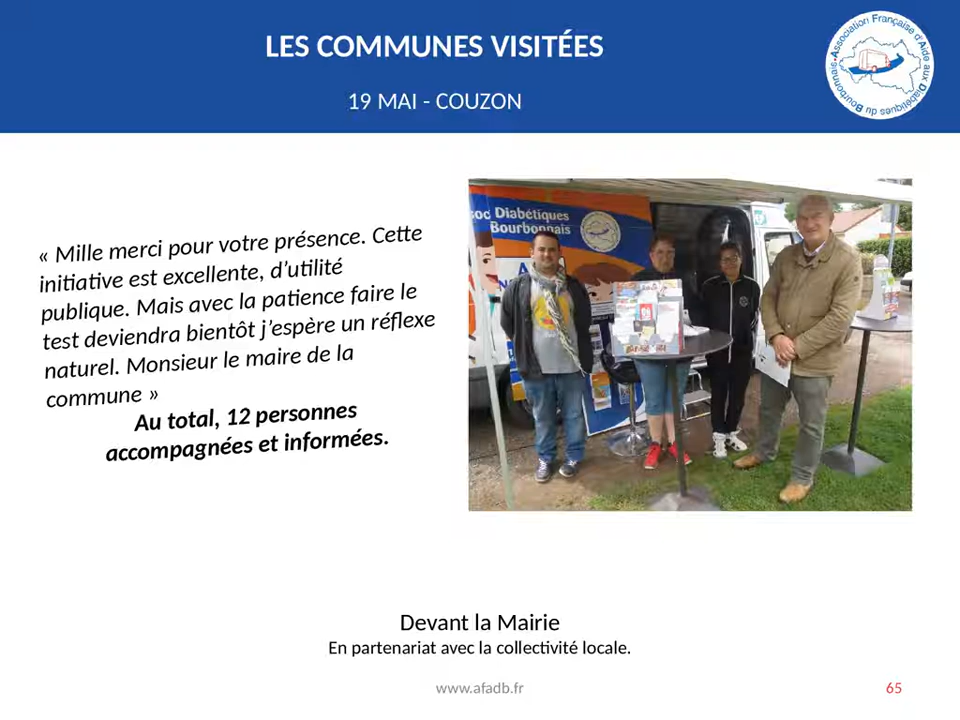 LES COMMUNES VISITÉES
19 MAI - COUZON
Association Française d'Aide aux Diabétiques du Bourbonnais
« Mille merci pour votre présence. Cette
initiative est excellente, d'utilité
publique. Mais avec la patience faire le
test deviendra bientôt j'espère un réflexe
naturel. Monsieur le maire de la
commune »
Au total, 12 personnes
accompagnées et informées.
Diabétiques
Bourbonnais
Devant la Mairie
En partenariat avec la collectivité locale.
www.afadb.fr
65